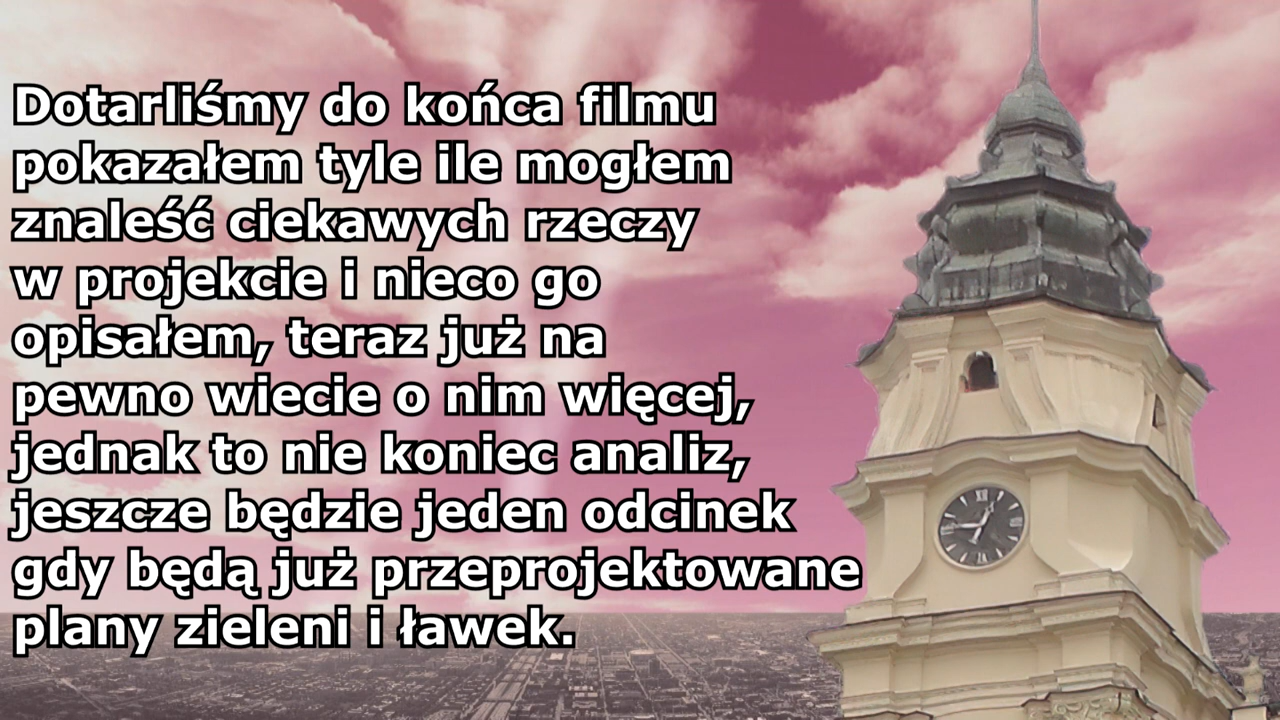 Dotarliśmy do końca filmu
pokazałem tyle ile mogłem
znaleść ciekawych rzeczy
w projekcie i nieco go
opisałem, teraz już na
pewno wiecie o nim więcej,
jednak to nie koniec analiz,
jeszcze będzie jeden odcinek
gdy będą już przeprojektowane
plany zieleni i ławek.